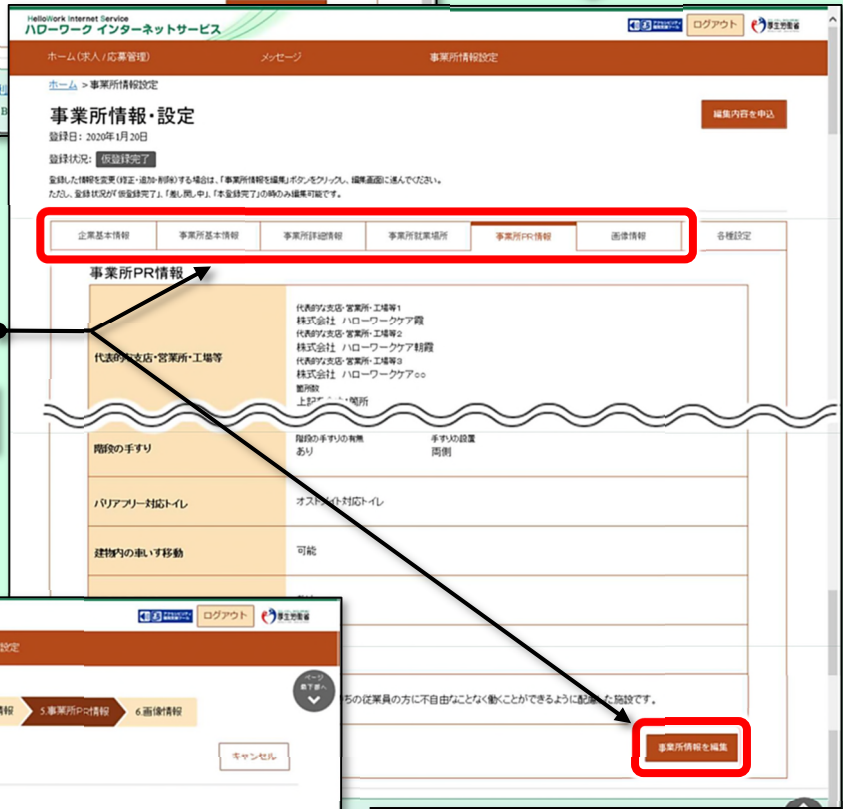 HelloWork Internet Service
ハローワーク インターネットサービス
ログアウト
厚生労働省
ホーム(求人/応募管理)
メッセージ
事業所情報設定
ホーム > 事業所情報設定
事業所情報・設定
編集内容を申込
登録日: 2020年1月20日
登録状況: 仮登録完了
登録した情報を変更(修正・追加・削除)する場合は、「事業所情報を編集」ボタンをクリックし、編集画面に進んでください。
ただし、登録状況が「仮登録完了」、「差し戻し中」、「本登録完了」の時のみ編集可能です。
企業基本情報
事業所基本情報
事業所詳細情報
事業所就業場所
事業所PR情報
画像情報
各種設定
事業所PR情報
代表的な支店・営業所・工場等
代表的な支店・営業所・工場等1
株式会社 ハローワークケア霞
代表的な支店・営業所・工場等2
株式会社 ハローワークケア朝霞
代表的な支店・営業所・工場等3
株式会社 ハローワークケア○○
箇所数
階段の手すり
階段の手すりの有無
あり
手すりの設置
両側
バリアフリー対応トイレ
オストメイト対応トイレ
建物内の車いす移動
可能
ちの従業員の方に不自由なことなく働くことができるように配慮した施設です。
事業所情報を編集
ログアウト
厚生労働省
設定
ページ
最下部へ
情報
5.事業所PR情報
6.画像情報
キャンセル